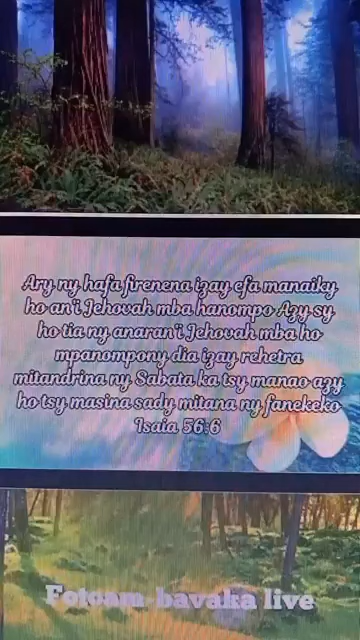 Ary ny hafa firenena izay efa manaiky
ho an'i Jehovah mba hanompo Azy sy
ho tia ny anaran'i Jehovah mba ho
mpanompony dia izay rehetra
mitandrina ny Sabata ka tsy manao azy
ho tsy masina sady mitana ny fanekeko
Isaia 56:6
Fotoam-bavaka live